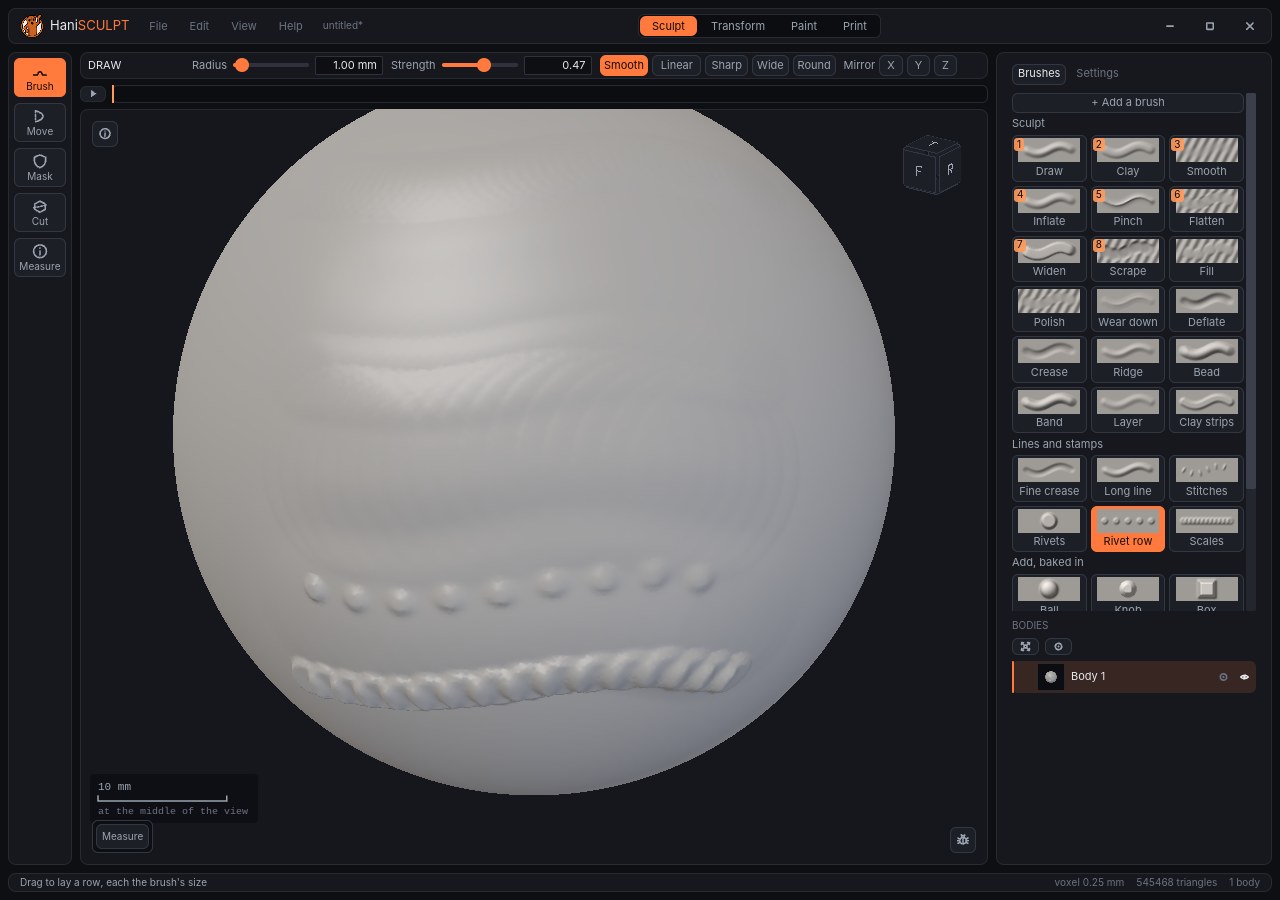 HaniSCULPT File Edit View Help untitled*
Sculpt Transform Paint Print
Brush
Move
Mask
Cut
Measure
DRAW Radius 1.00 mm Strength 0.47 Smooth Linear Sharp Wide Round Mirror X Y Z
F R
10 mm
at the middle of the view
Measure
Brushes Settings
+ Add a brush
Sculpt
1 2 3
Draw Clay Smooth
4 5 6
Inflate Pinch Flatten
7 8
Widen Scrape Fill
Polish Wear down Deflate
Crease Ridge Bead
Band Layer Clay strips
Lines and stamps
Fine crease Long line Stitches
Rivets Rivet row Scales
Add, baked in
Ball Knob Box
BODIES
Body 1
Drag to lay a row, each the brush's size
voxel 0.25 mm 545468 triangles 1 body